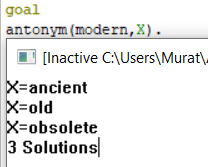 goal
antonym(modern,X).
[Inactive C:\Users\Murat\
X=ancient
X=old
X=obsolete
3 Solutions